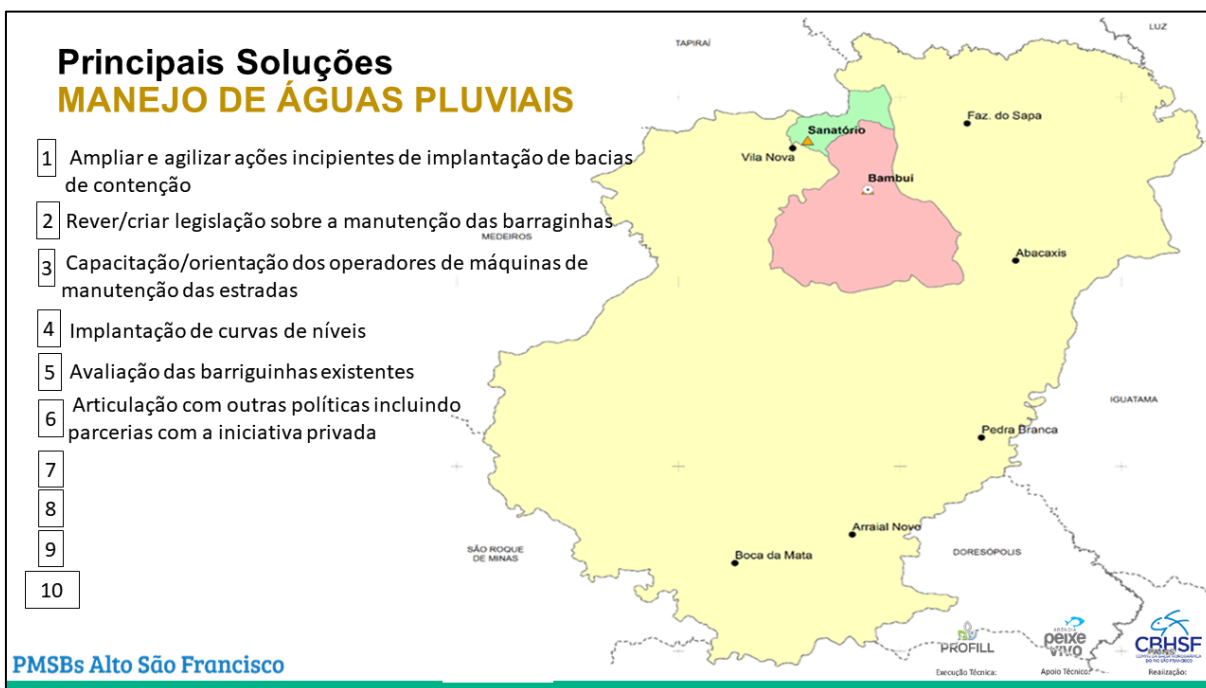 Principais Soluções
MANEJO DE ÁGUAS PLUVIAIS
1 Ampliar e agilizar ações incipientes de implantação de bacias
de contenção
2 Rever/criar legislação sobre a manutenção das barraginhas
3 Capacitação/orientação dos operadores de máquinas de
manutenção das estradas
4 Implantação de curvas de níveis
5 Avaliação das barriguinhas existentes
6 Articulação com outras políticas incluindo
parcerias com a iniciativa privada
7
8
9
10
TAPIRAÍ
LUZ
Faz. do Sapa
Sanatório
Vila Nova
Bambuí
MEDEIROS
Abacaxis
IGUATAMA
Pedra Branca
Arraial Novo
SÃO ROQUE
DE MINAS
Boca da Mata
DORESÓPOLIS
PMSBs Alto São Francisco
PROFILL
Execução Técnica:
AGÊNCIA
peixe
vivo
Apoio Técnico:
CBHSF
Realização: